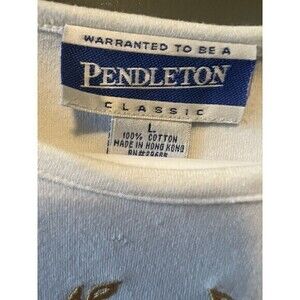 WARRANTED TO BE A
PENDLETON
CLASSIC
L
100% COTTON
MADE IN HONG KONG